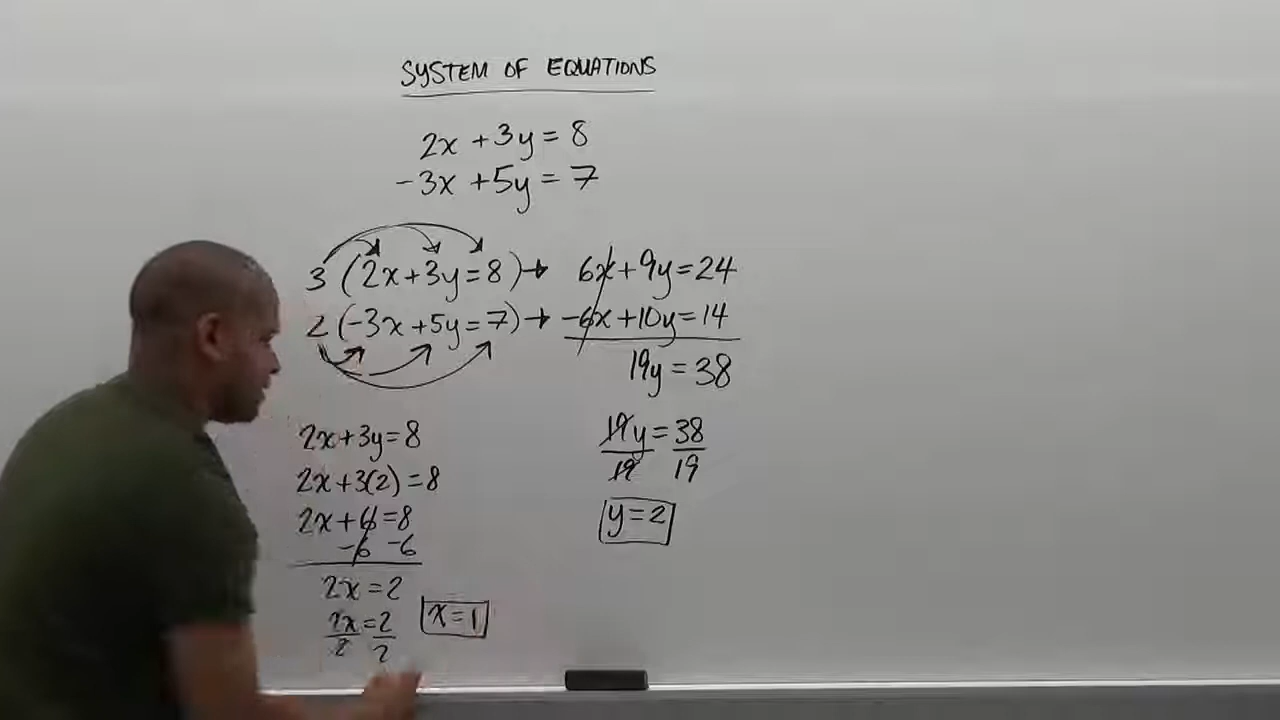 SYSTEM OF EQUATIONS
2x + 3y = 8
-3x + 5y = 7
3 (2x + 3y = 8) → 6x + 9y = 24
2 (-3x + 5y = 7) → -6x + 10y = 14
19y = 38
19y = 38
19 19
y = 2
2x + 3y = 8
2x + 3(2) = 8
2x + 6 = 8
-6 -6
2x = 2
2x = 2
2 2
x = 1